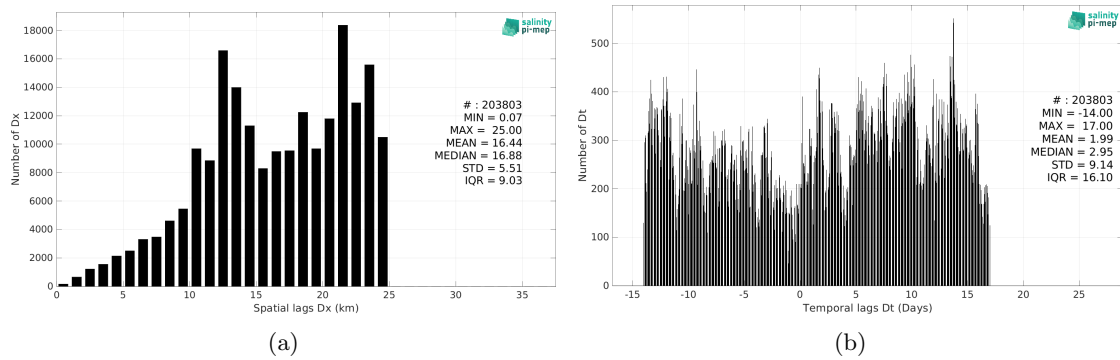 18000
16000
14000
12000
10000
8000
6000
4000
2000
0
Number of Dx
salinity
pi-mep
# : 203803
MIN = 0.07
MAX = 25.00
MEAN = 16.44
MEDIAN = 16.88
STD = 5.51
IQR = 9.03
0 5 10 15 20 25 30 35
Spatial lags Dx (km)
(a)
500
400
300
200
100
0
Number of Dt
salinity
pi-mep
# : 203803
MIN = -14.00
MAX = 17.00
MEAN = 1.99
MEDIAN = 2.95
STD = 9.14
IQR = 16.10
-15 -10 -5 0 5 10 15 20 25
Temporal lags Dt (Days)
(b)